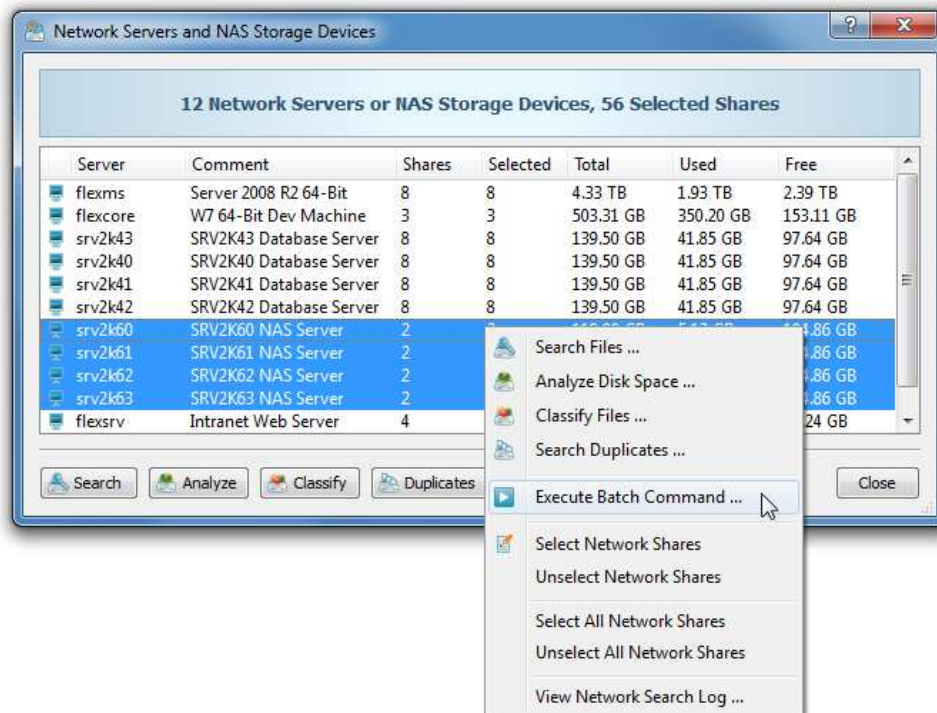 Network Servers and NAS Storage Devices
12 Network Servers or NAS Storage Devices, 56 Selected Shares
Server Comment Shares Selected Total Used Free
flexms Server 2008 R2 64-Bit 8 8 4.33 TB 1.93 TB 2.39 TB
flexcore W7 64-Bit Dev Machine 3 3 503.31 GB 350.20 GB 153.11 GB
srv2k43 SRV2K43 Database Server 8 8 139.50 GB 41.85 GB 97.64 GB
srv2k40 SRV2K40 Database Server 8 8 139.50 GB 41.85 GB 97.64 GB
srv2k41 SRV2K41 Database Server 8 8 139.50 GB 41.85 GB 97.64 GB
srv2k42 SRV2K42 Database Server 8 8 139.50 GB 41.85 GB 97.64 GB
srv2k60 SRV2K60 NAS Server 2 GB
srv2k61 SRV2K61 NAS Server 2 GB
srv2k62 SRV2K62 NAS Server 2 GB
srv2k63 SRV2K63 NAS Server 2 GB
flexsrv Intranet Web Server 4 GB
Search Analyze Classify Duplicates Close
Search Files ...
Analyze Disk Space ...
Classify Files ...
Search Duplicates ...
Execute Batch Command ...
Select Network Shares
Unselect Network Shares
Select All Network Shares
Unselect All Network Shares
View Network Search Log ...